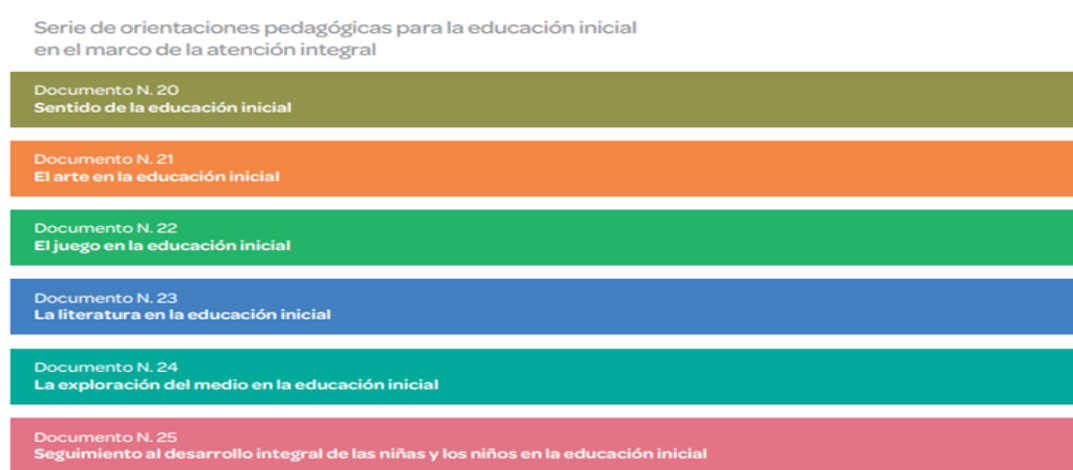 Serie de orientaciones pedagógicas para la educación inicial
en el marco de la atención integral
Documento N. 20
Sentido de la educación inicial
Documento N. 21
El arte en la educación inicial
Documento N. 22
El juego en la educación inicial
Documento N. 23
La literatura en la educación inicial
Documento N. 24
La exploración del medio en la educación inicial
Documento N. 25
Seguimiento al desarrollo integral de las niñas y los niños en la educación inicial